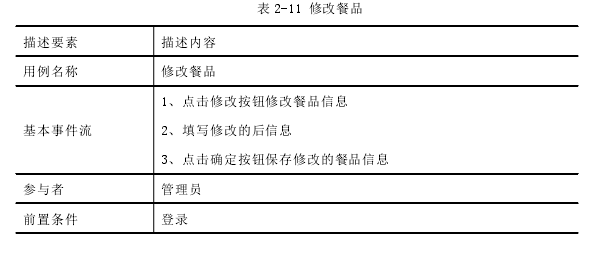 表 2-11 修改餐品
描述要素 描述内容
用例名称 修改餐品
基本事件流 1、点击修改按钮修改餐品信息
2、填写修改的后信息
3、点击确定按钮保存修改的餐品信息
参与者 管理员
前置条件 登录